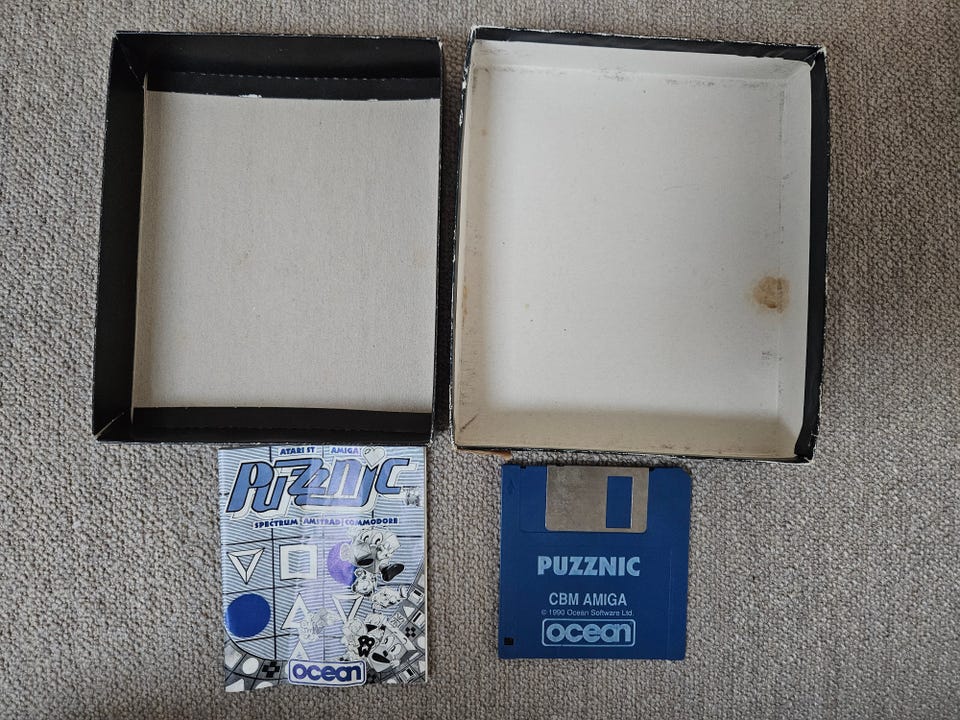 ATARI ST AMIGA
PUZZNIC
SPECTRUM AMSTRAD COMMODORE
ocean
PUZZNIC
CBM AMIGA
© 1990 Ocean Software Ltd.
ocean